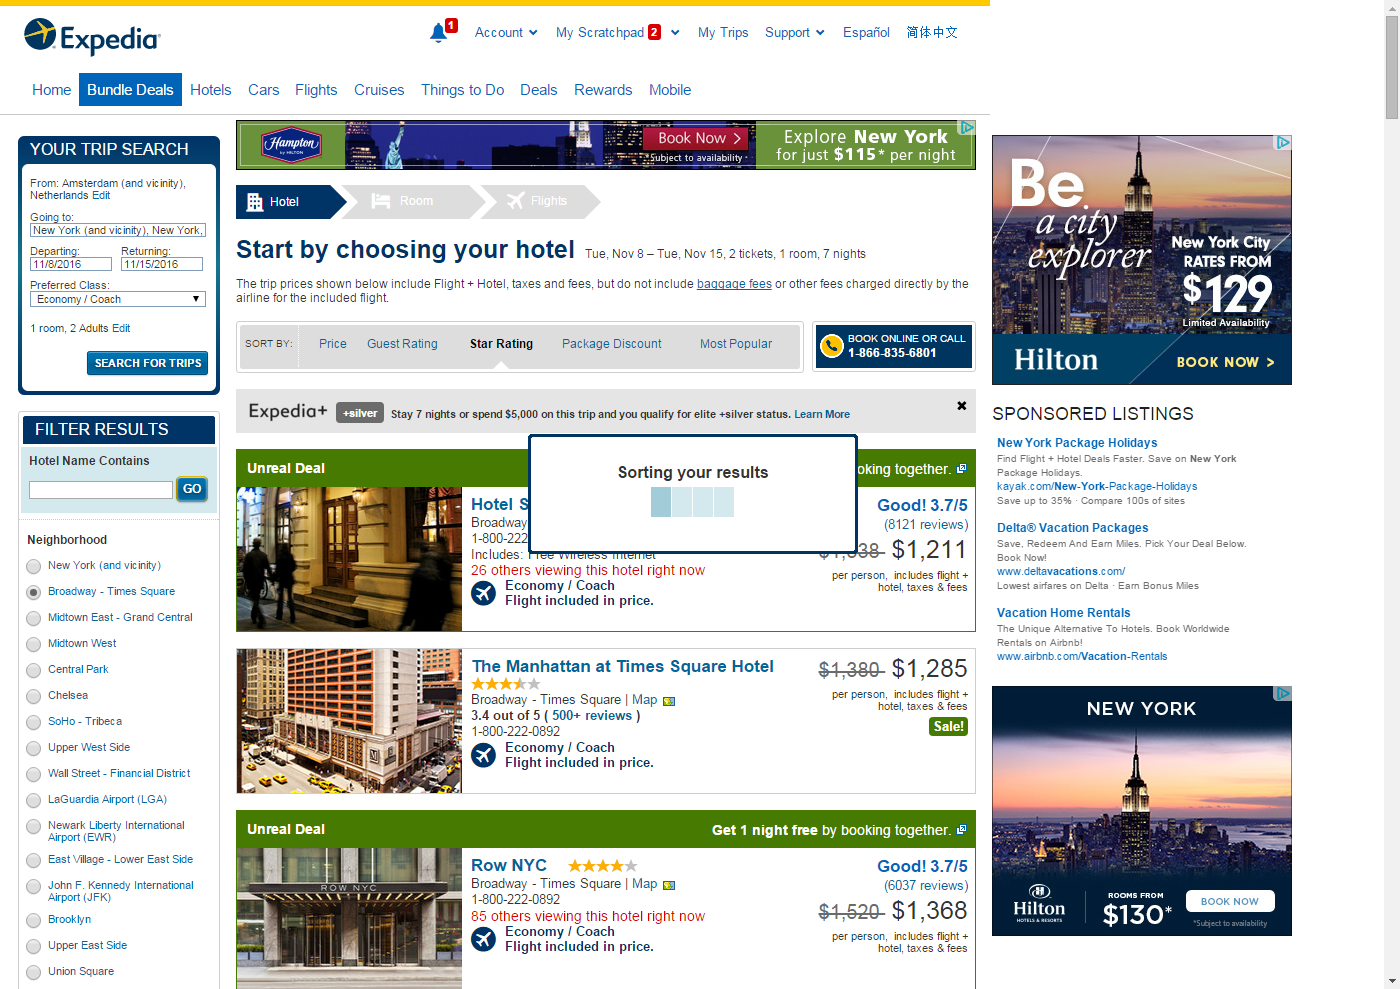 Expedia
1
Account
My Scratchpad 2
My Trips
Support
Español
简体中文
Home
Bundle Deals
Hotels
Cars
Flights
Cruises
Things to Do
Deals
Rewards
Mobile
YOUR TRIP SEARCH
From: Amsterdam (and vicinity),
Netherlands Edit
Going to:
New York (and vicinity), New York,
Departing:
Returning:
11/8/2016
11/15/2016
Preferred Class:
Economy / Coach
1 room, 2 Adults Edit
SEARCH FOR TRIPS
FILTER RESULTS
Hotel Name Contains
GO
Neighborhood
New York (and vicinity)
Broadway - Times Square
Midtown East - Grand Central
Midtown West
Central Park
Chelsea
SoHo - Tribeca
Upper West Side
Wall Street - Financial District
LaGuardia Airport (LGA)
Newark Liberty International
Airport (EWR)
East Village - Lower East Side
John F. Kennedy International
Airport (JFK)
Brooklyn
Upper East Side
Union Square
Hampton
BY HILTON
Book Now
*Subject to availability
Explore New York
for just $115* per night
Hotel
Room
Flights
Start by choosing your hotel
Tue, Nov 8 – Tue, Nov 15, 2 tickets, 1 room, 7 nights
The trip prices shown below include Flight + Hotel, taxes and fees, but do not include baggage fees or other fees charged directly by the
airline for the included flight.
SORT BY:
Price
Guest Rating
Star Rating
Package Discount
Most Popular
BOOK ONLINE OR CALL
1-866-835-6801
Expedia+
+silver
Stay 7 nights or spend $5,000 on this trip and you qualify for elite +silver status. Learn More
Sorting your results
Unreal Deal
oking together.
Hotel S
Broadway
1-800-222
Includes: Free Wireless Internet
26 others viewing this hotel right now
Economy / Coach
Flight included in price.
Good! 3.7/5
(8121 reviews)
$1,211
per person, includes flight +
hotel, taxes & fees
The Manhattan at Times Square Hotel
Broadway - Times Square | Map
3.4 out of 5 ( 500+ reviews )
1-800-222-0892
Economy / Coach
Flight included in price.
$1,380 $1,285
per person, includes flight +
hotel, taxes & fees
Sale!
Unreal Deal
Get 1 night free by booking together.
ROW NYC
Row NYC
Broadway - Times Square | Map
1-800-222-0892
85 others viewing this hotel right now
Economy / Coach
Flight included in price.
Good! 3.7/5
(6037 reviews)
$1,520 $1,368
per person, includes flight +
hotel, taxes & fees
Be.
a city
explorer
New York City
RATES FROM
$129
Limited Availability
Hilton
BOOK NOW >
SPONSORED LISTINGS
New York Package Holidays
Find Flight + Hotel Deals Faster. Save on New York
Package Holidays.
kayak.com/New-York-Package-Holidays
Save up to 35% · Compare 100s of sites
Delta® Vacation Packages
Save, Redeem And Earn Miles. Pick Your Deal Below.
Book Now!
www.deltavacations.com/
Lowest airfares on Delta · Earn Bonus Miles
Vacation Home Rentals
The Unique Alternative To Hotels. Book Worldwide
Rentals on Airbnb!
www.airbnb.com/Vacation-Rentals
NEW YORK
Hilton
HOTELS & RESORTS
ROOMS FROM
$130*
BOOK NOW
*Subject to availability